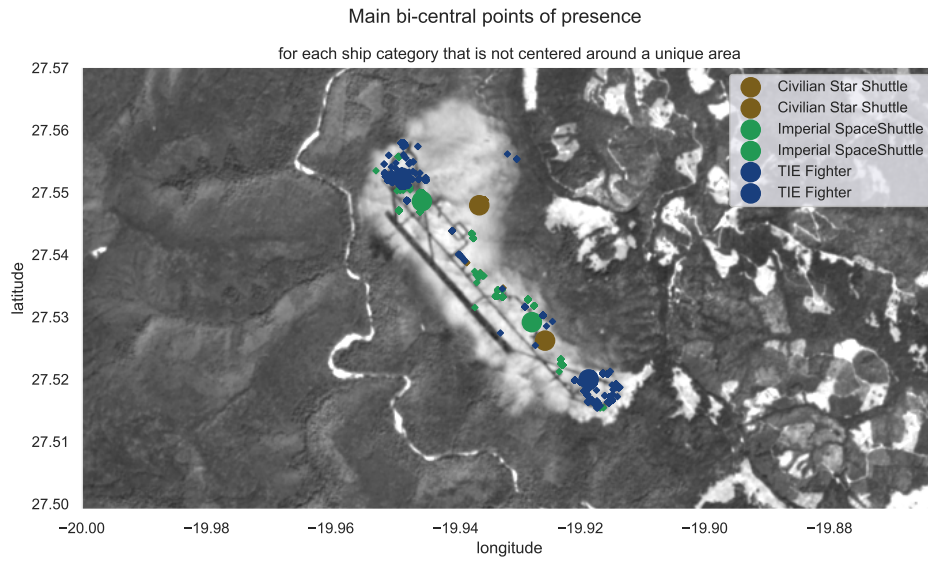 Main bi-central points of presence
for each ship category that is not centered around a unique area
27.57
27.56
27.55
27.54
27.53
27.52
27.51
27.50
latitude
Civilian Star Shuttle
Civilian Star Shuttle
Imperial SpaceShuttle
Imperial SpaceShuttle
TIE Fighter
TIE Fighter
−20.00 −19.98 −19.96 −19.94 −19.92 −19.90 −19.88
longitude